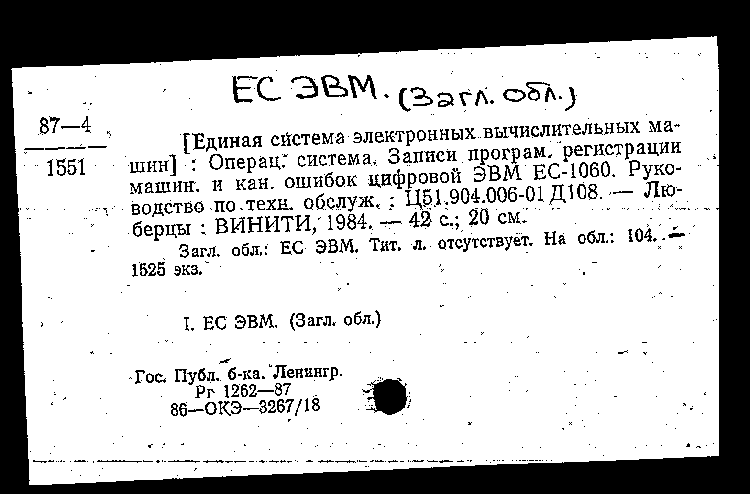 ЕС ЭВМ. (Загл. обл.)
87—4
1551
[Единая система электронных вычислительных ма-
шин] : Операц. система. Записи програм. регистрации
машин. и кан. ошибок цифровой ЭВМ ЕС-1060. Руко-
водство по техн. обслуж. : Ц51.904.006-01 Д108. — Лю-
берцы : ВИНИТИ, 1984. — 42 с.; 20 см.
Загл. обл.: ЕС ЭВМ. Тит. л. отсутствует. На обл.: 104. —
1525 экз.
I. ЕС ЭВМ. (Загл. обл.)
Гос. Публ. б-ка. Ленингр.
Рг 1262—87
86—ОКЭ—3267/18